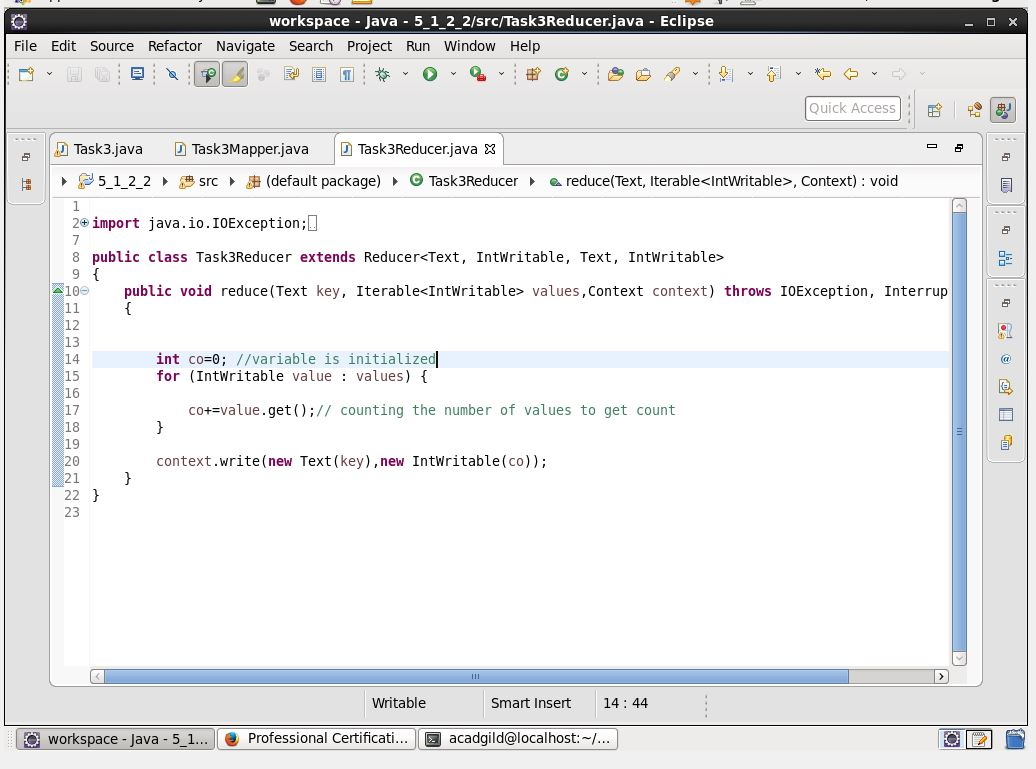 workspace - Java - 5_1_2_2/src/Task3Reducer.java - Eclipse
File Edit Source Refactor Navigate Search Project Run Window Help
Quick Access
Task3.java Task3Mapper.java Task3Reducer.java
5_1_2_2 src (default package) Task3Reducer reduce(Text, Iterable<IntWritable>, Context) : void
1
2 import java.io.IOException;
7
8 public class Task3Reducer extends Reducer<Text, IntWritable, Text, IntWritable>
9 {
10 public void reduce(Text key, Iterable<IntWritable> values,Context context) throws IOException, Interrup
11 {
12
13
14 int co=0; //variable is initialized
15 for (IntWritable value : values) {
16
17 co+=value.get();// counting the number of values to get count
18 }
19
20 context.write(new Text(key),new IntWritable(co));
21 }
22 }
23
Writable Smart Insert 14 : 44
workspace - Java - 5_1... Professional Certificati... acadgild@localhost:~/...